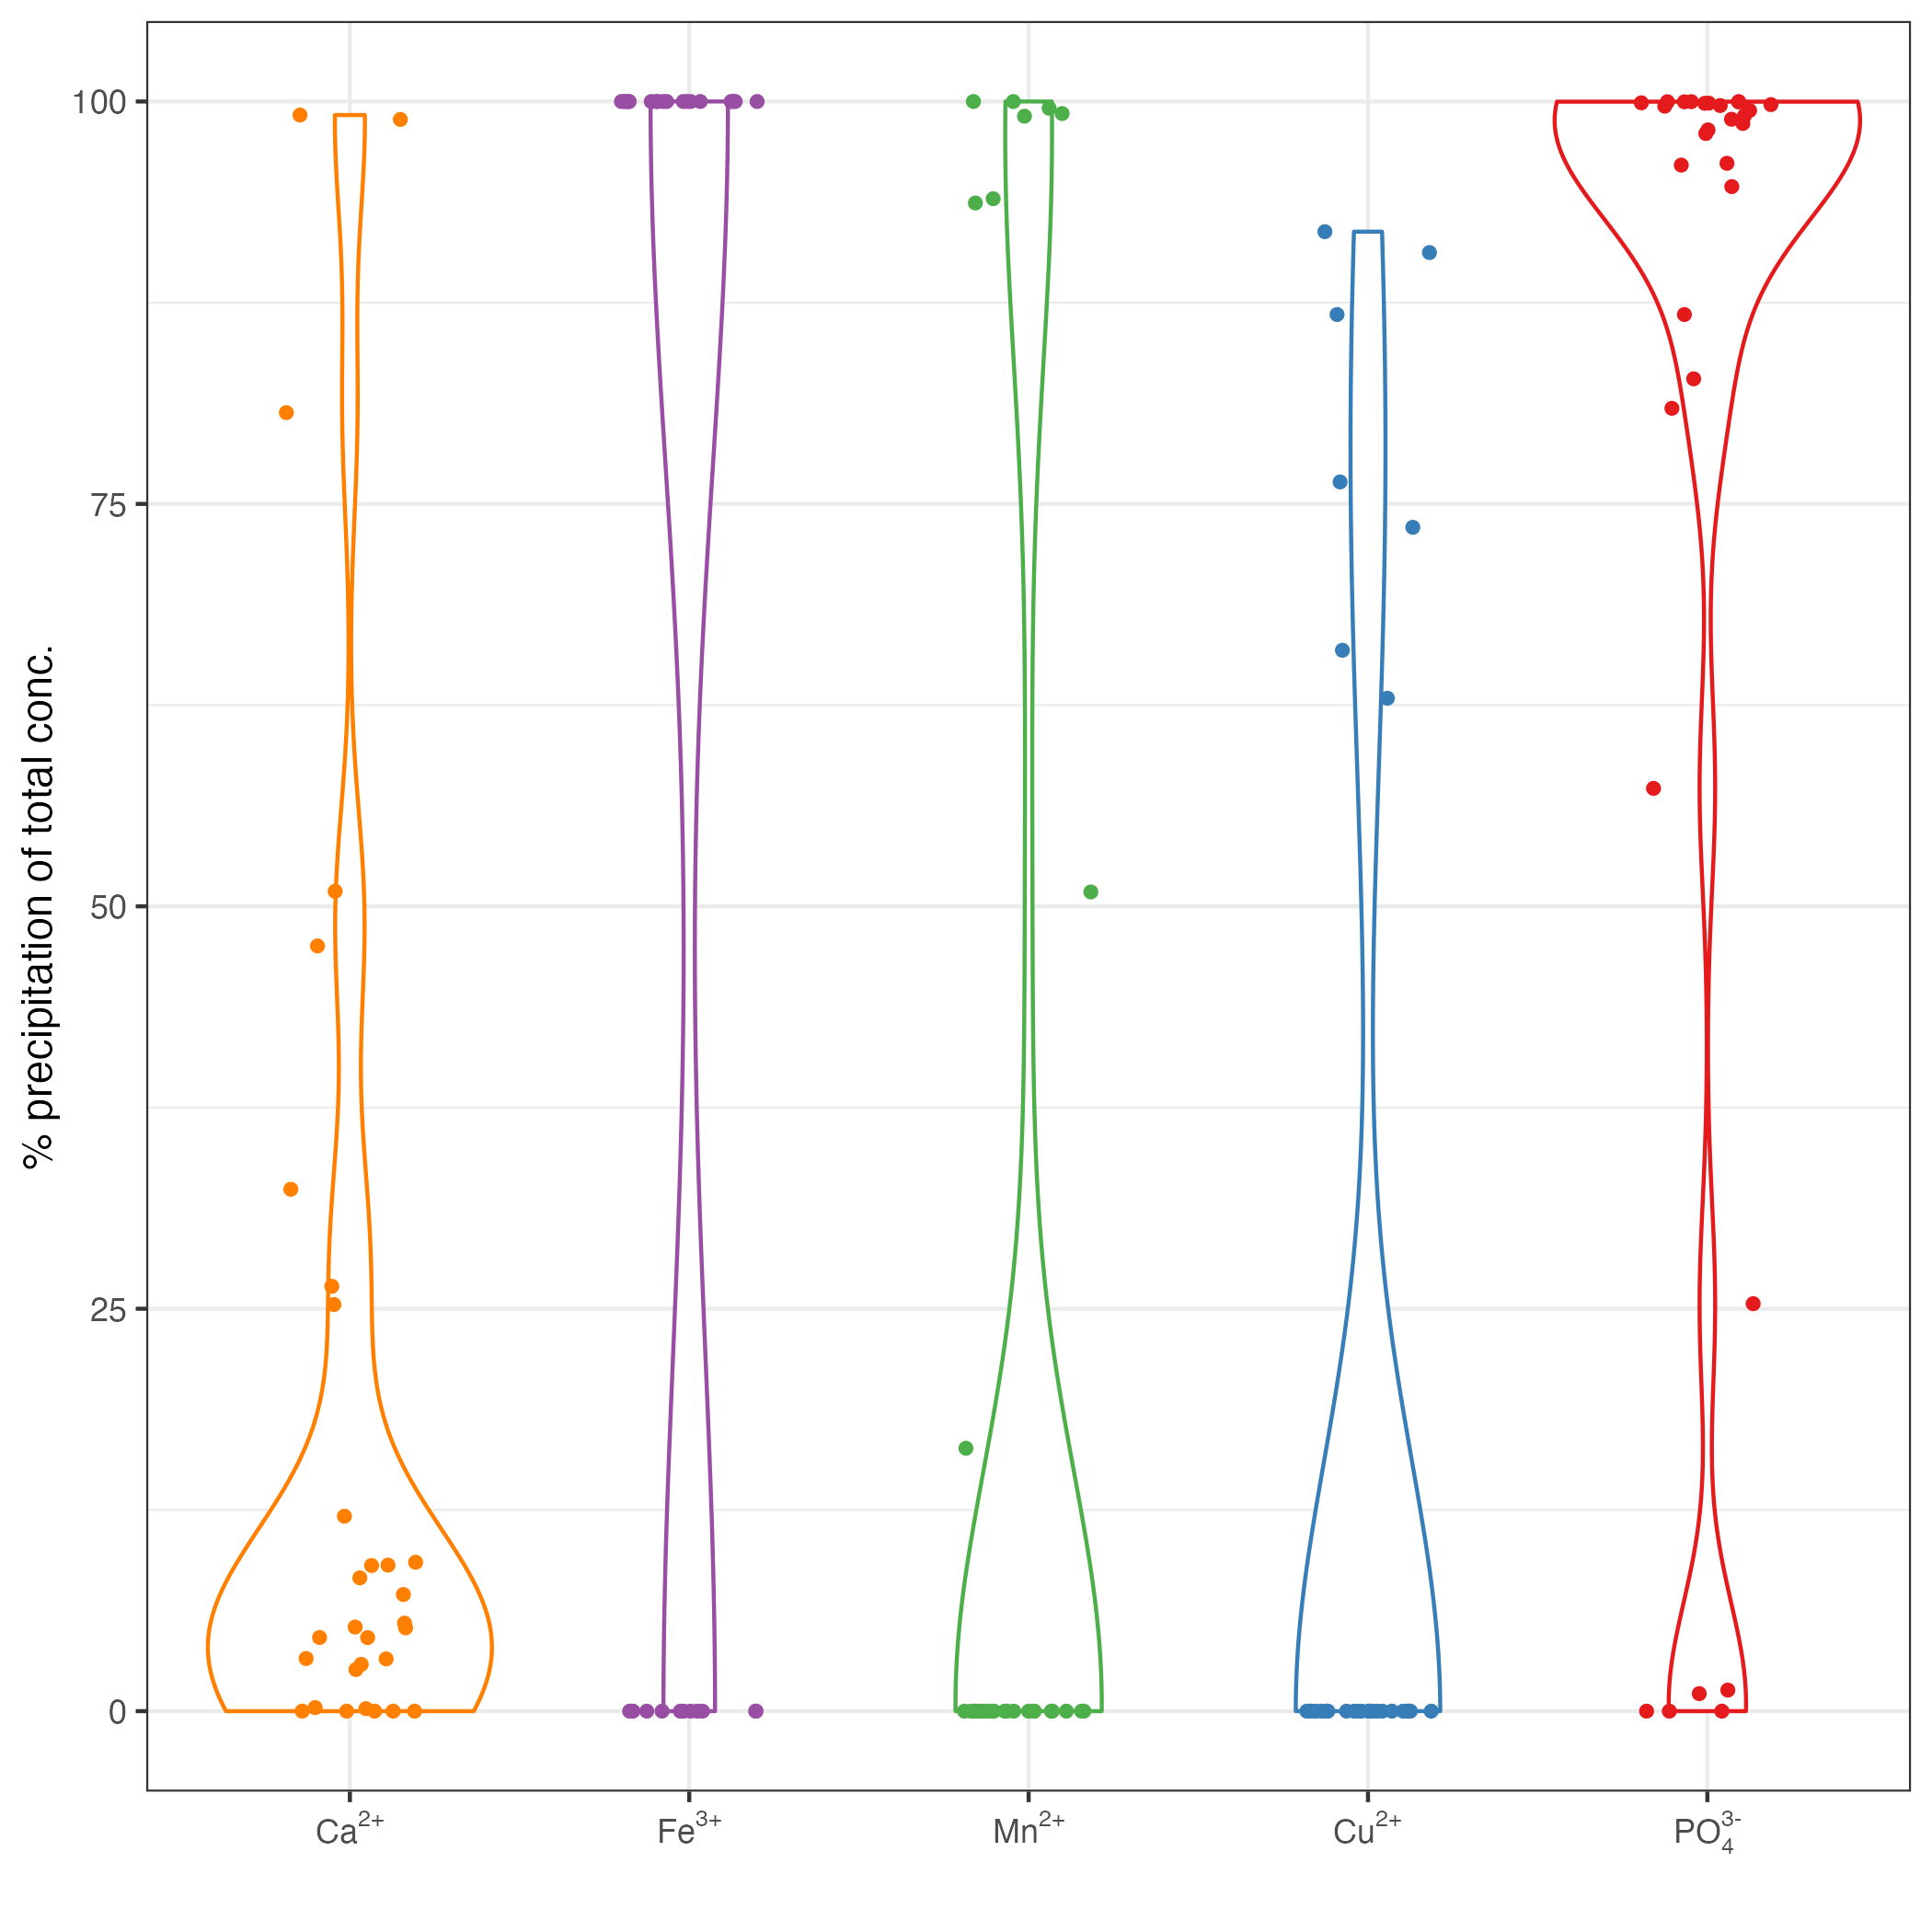 % precipitation of total conc.
100
75
50
25
0
Ca²⁺
Fe³⁺
Mn²⁺
Cu²⁺
PO₄³⁻